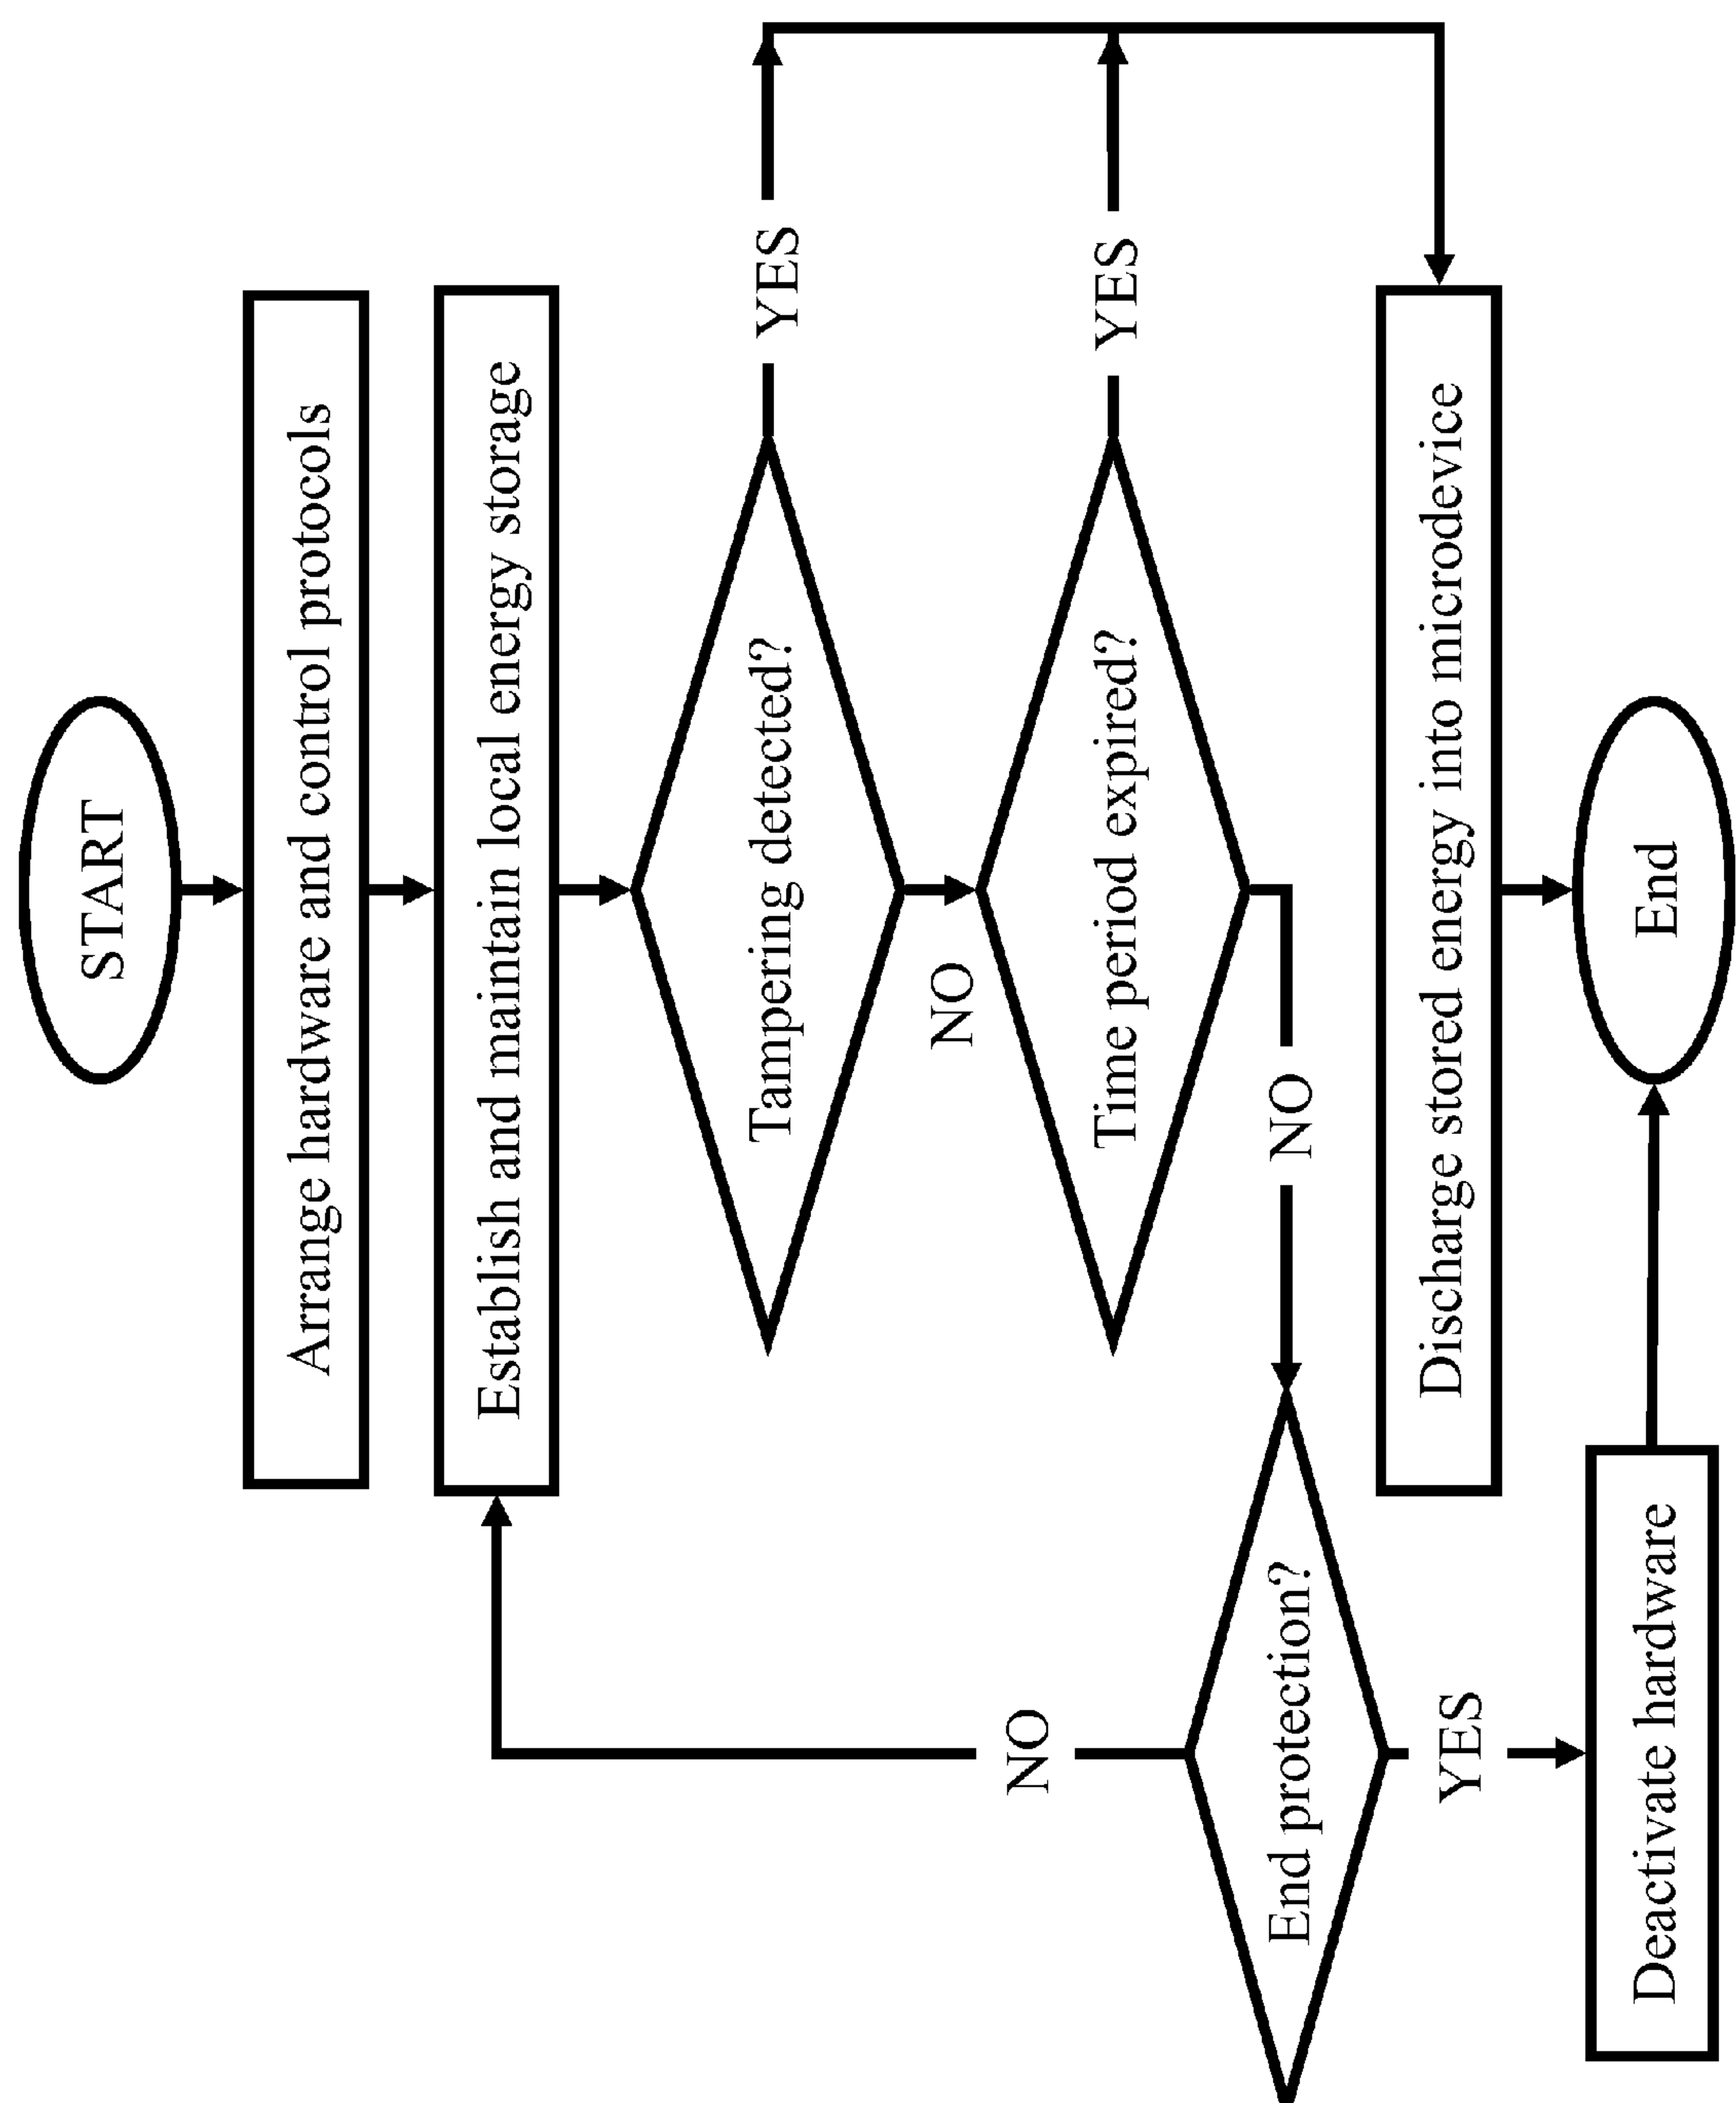 START
Arrange hardware and control protocols
Establish and maintain local energy storage
Tampering detected?
YES
NO
Time period expired?
YES
NO
End protection?
NO
YES
Discharge stored energy into microdevice
Deactivate hardware
End